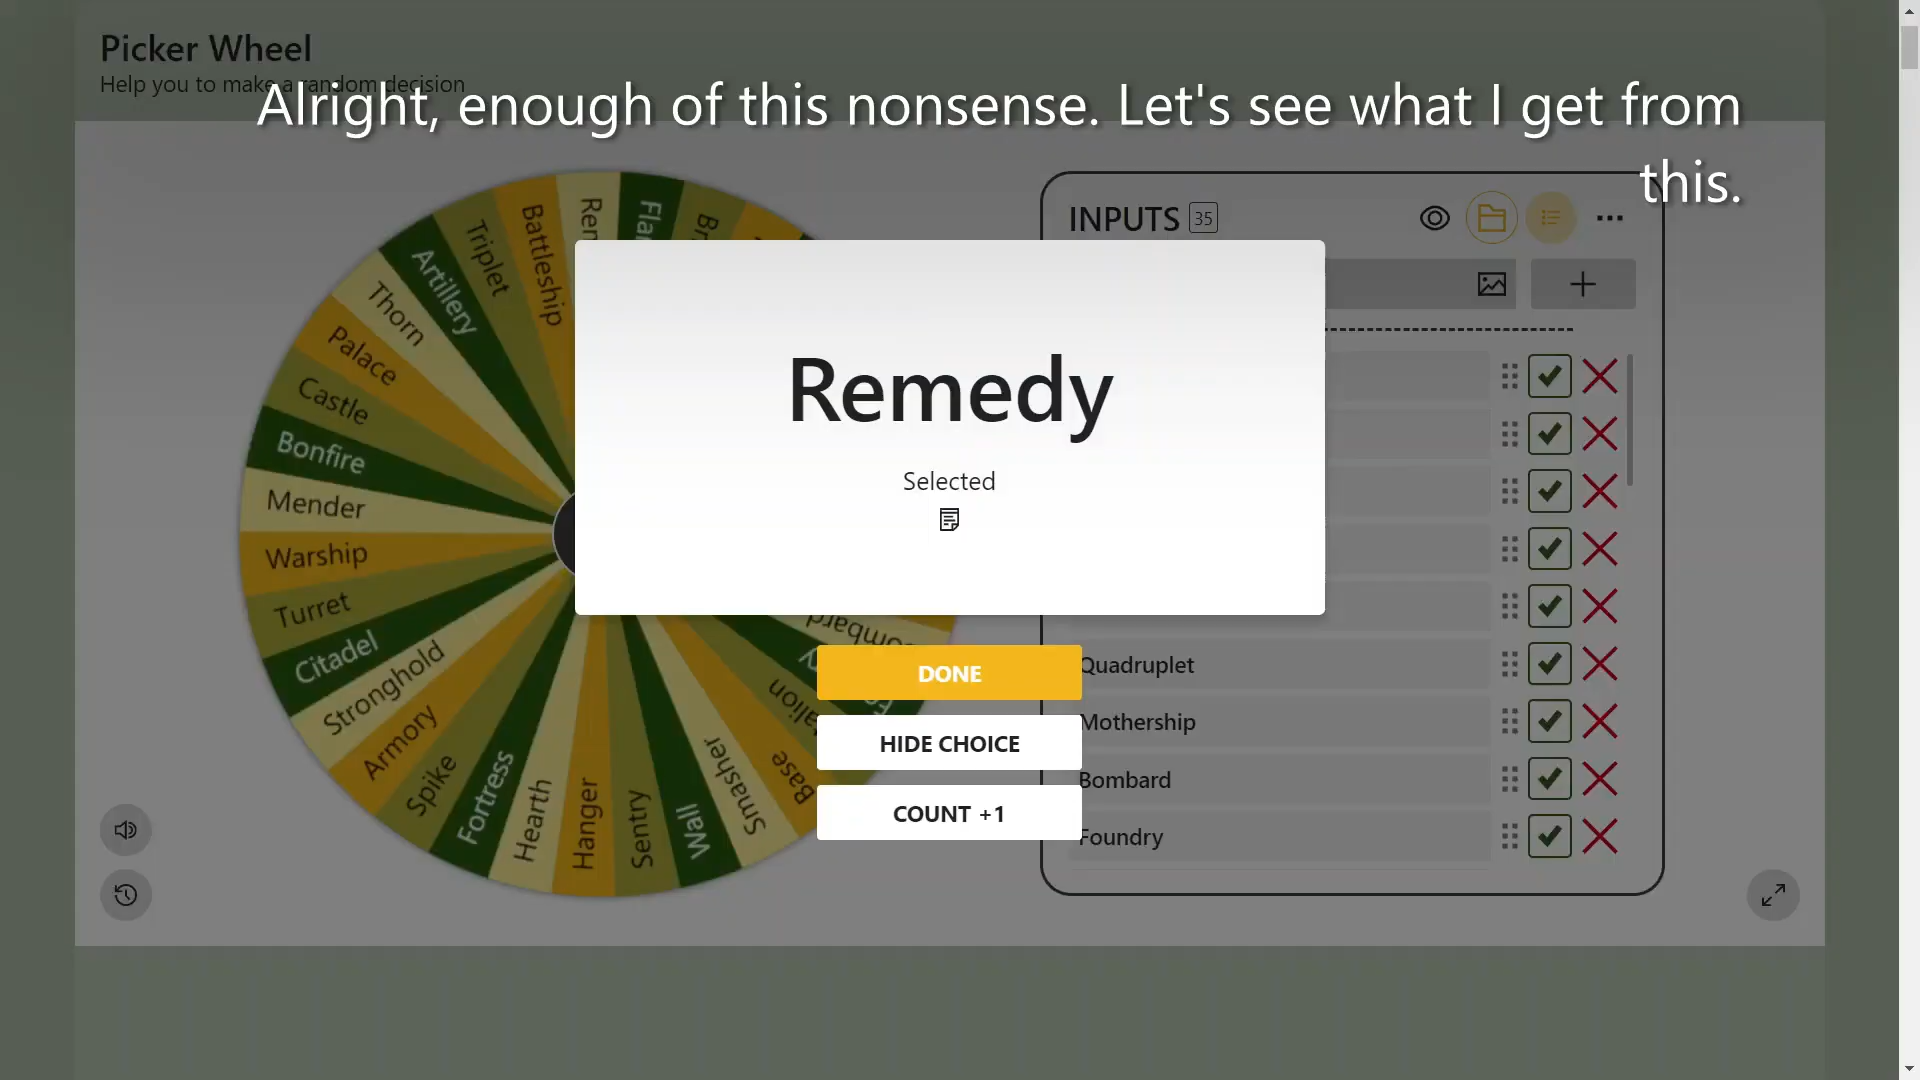 Picker Wheel
Help you to make a random decision
Alright, enough of this nonsense. Let's see what I get from
this.
INPUTS 35
Battleship
Triplet
Artillery
Thorn
Palace
Castle
Bonfire
Mender
Warship
Turret
Citadel
Stronghold
Armory
Spike
Fortress
Hearth
Hanger
Sentry
Wall
Smasher
Base
Remedy
Selected
DONE
HIDE CHOICE
COUNT +1
Quadruplet
Mothership
Bombard
Foundry